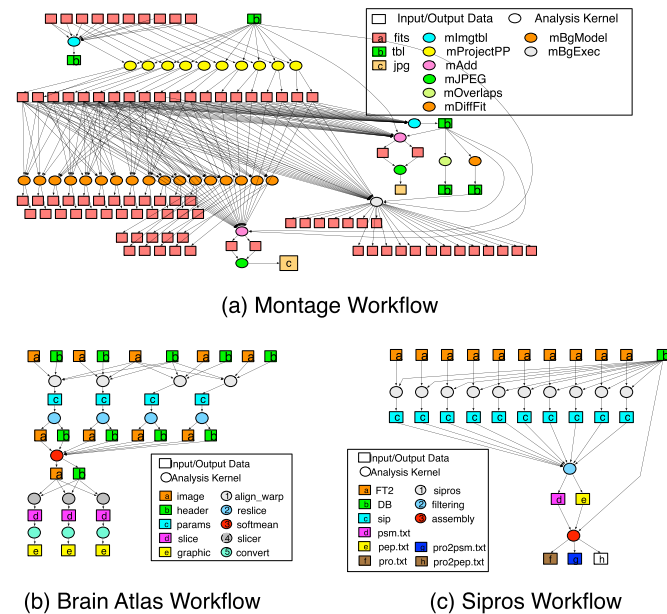 Input/Output Data Analysis Kernel
a fits mImgtbl mBgModel
b tbl mProjectPP mBgExec
c jpg mAdd
mJPEG
mOverlaps
mDiffFit
b
b
b
b b
c
(a) Montage Workflow
a b a b a b a b a b
c c c c
a b a b a b a b
a b
d d d
e e e
Input/Output Data
Analysis Kernel
a image 1 align_warp
b header 2 reslice
c params 3 softmean
d slice 4 slicer
e graphic 5 convert
(b) Brain Atlas Workflow
a a a a a a a a a a b
c c c c c c c c c c
d e
f g h
Input/Output Data
Analysis Kernel
a FT2 1 sipros
b DB 2 filtering
c sip 3 assembly
d psm.txt
e pep.txt g pro2psm.txt
f pro.txt h pro2pep.txt
(c) Sipros Workflow